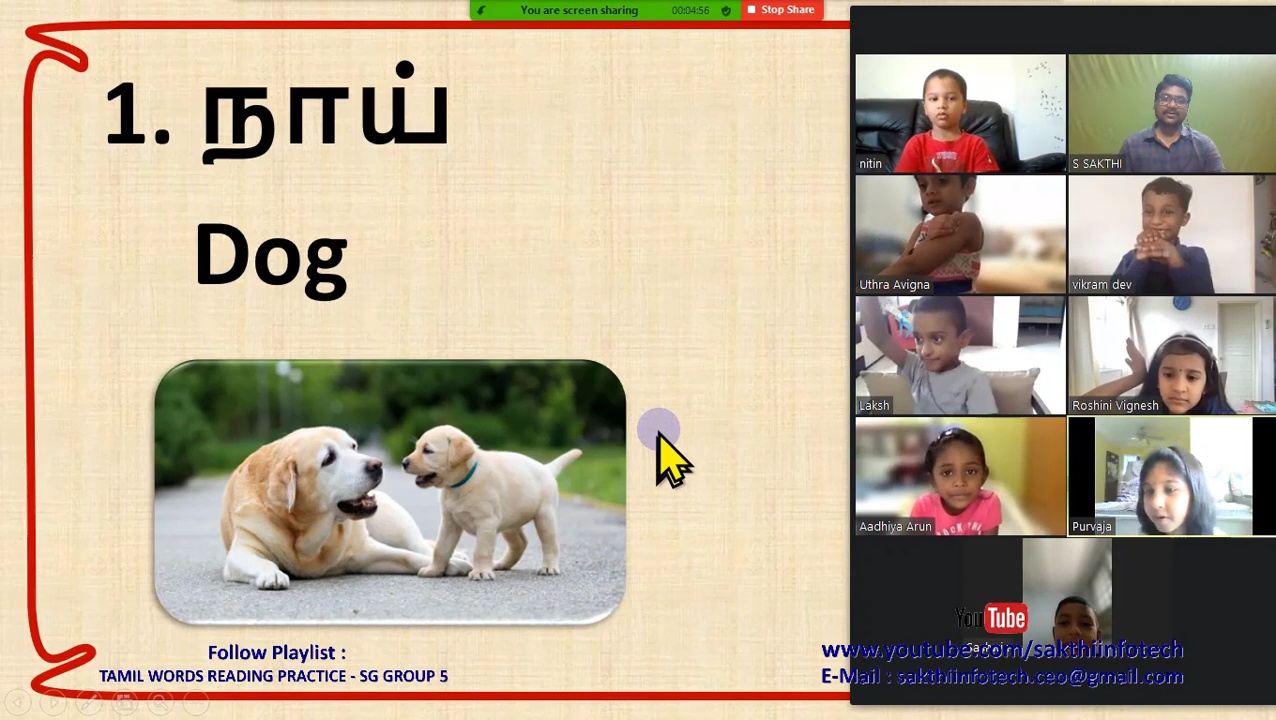 You are screen sharing 00:04:56 Stop Share
1. நாய்
Dog
nitin
S SAKTHI
Uthra Avigna
vikram dev
Laksh
Roshini Vignesh
Aadhiya Arun
Purvaja
YouTube
Follow Playlist :
TAMIL WORDS READING PRACTICE - SG GROUP 5
www.youtube.com/sakthiinfotech
E-Mail : sakthiinfotech.ceo@gmail.com